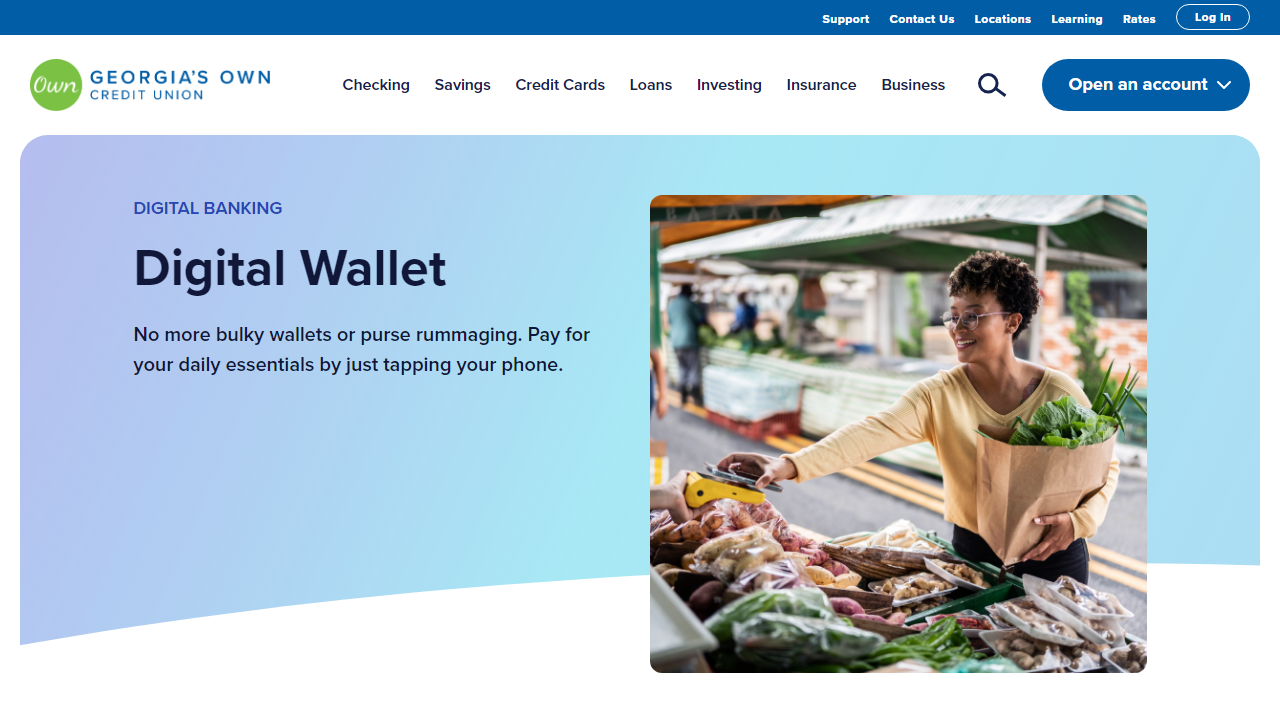 Support Contact Us Locations Learning Rates Log In
Own GEORGIA'S OWN
CREDIT UNION
Checking Savings Credit Cards Loans Investing Insurance Business Open an account
DIGITAL BANKING
Digital Wallet
No more bulky wallets or purse rummaging. Pay for
your daily essentials by just tapping your phone.